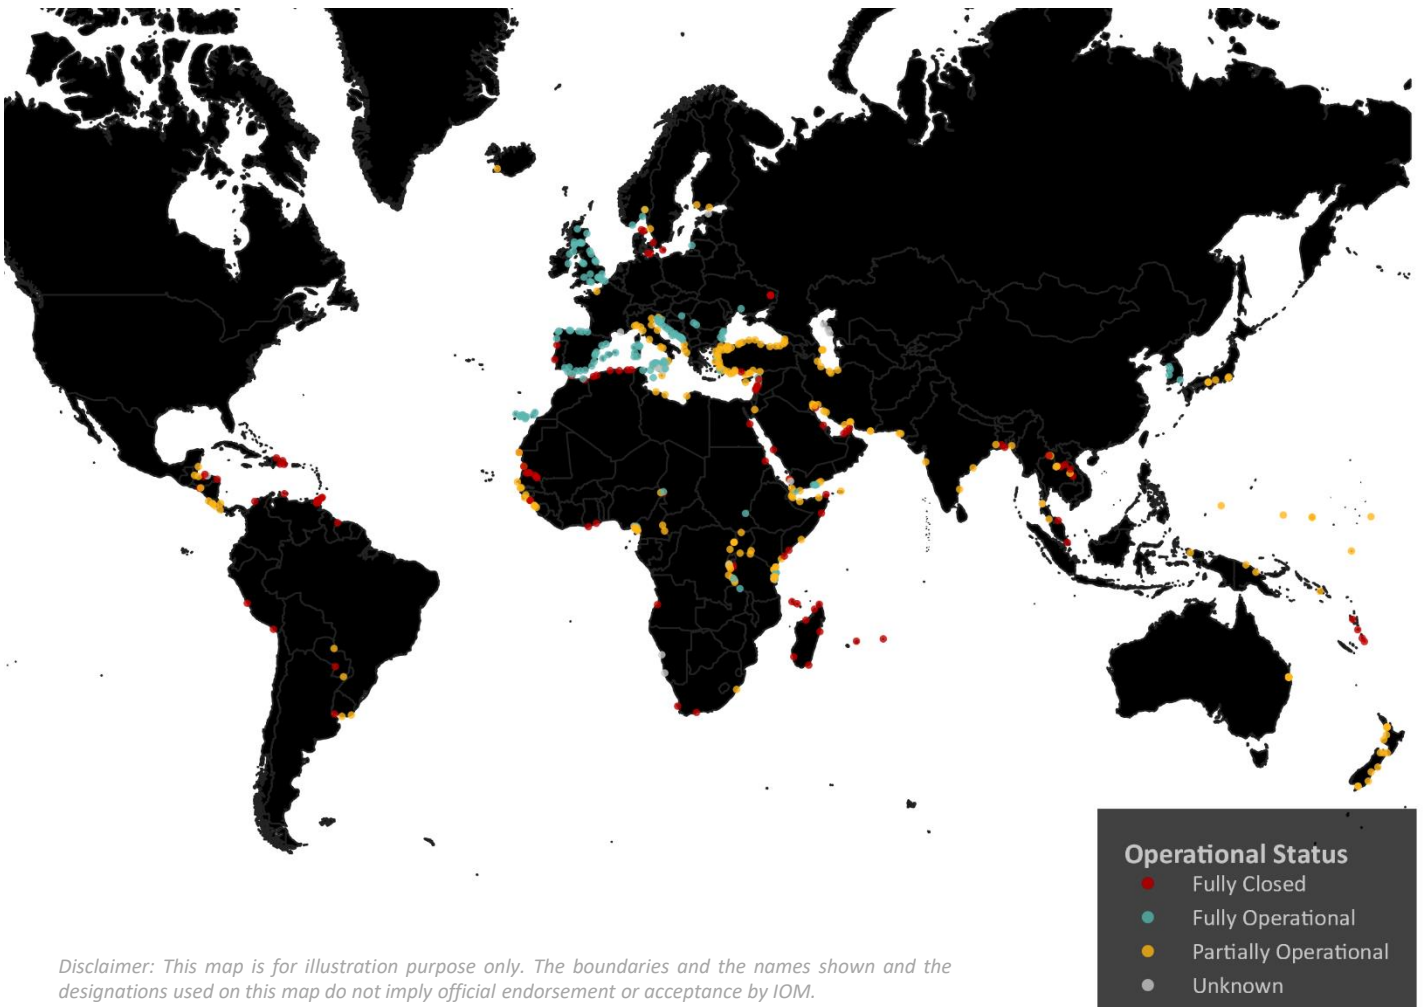 Operational Status
Fully Closed
Fully Operational
Partially Operational
Unknown
Disclaimer: This map is for illustration purpose only. The boundaries and the names shown and the
designations used on this map do not imply official endorsement or acceptance by IOM.